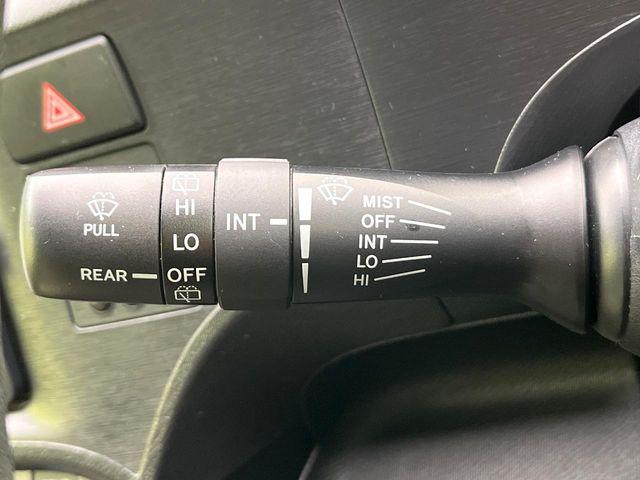 PULL
REAR
HI
LO
OFF
INT
MIST
OFF
INT
LO
HI